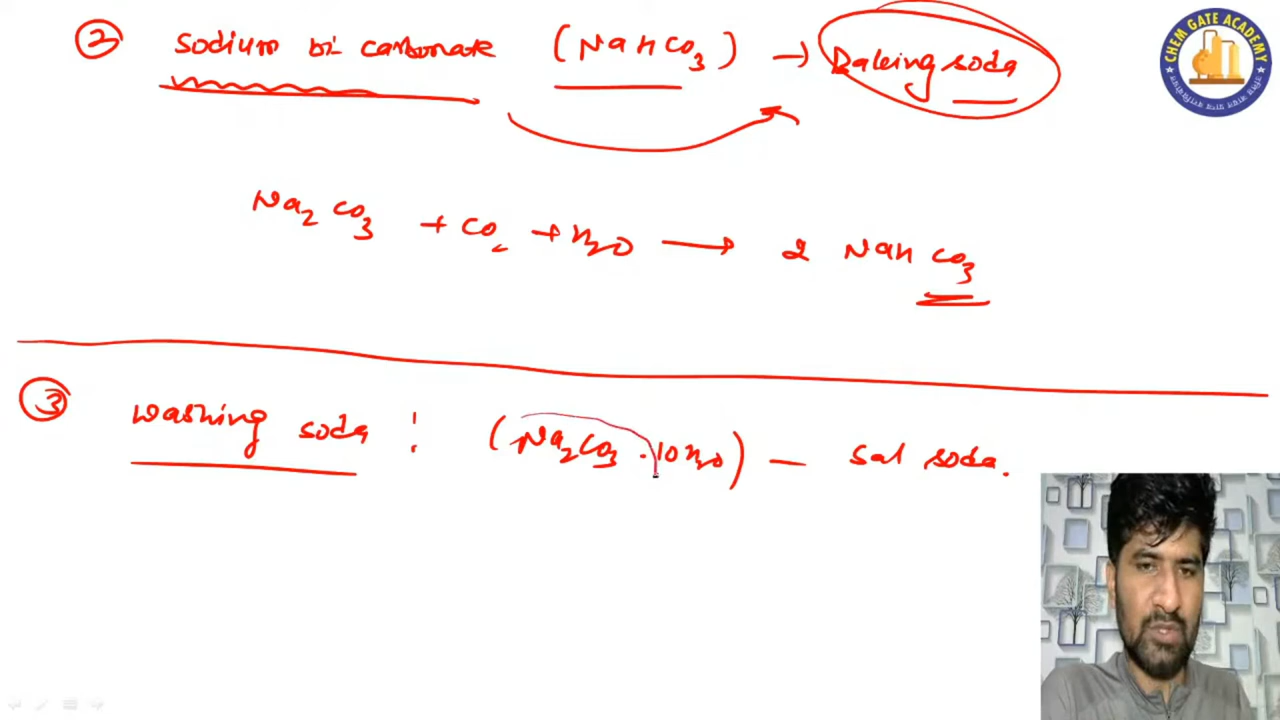 ② sodium bi carbonate (NaHCO3) → Baking soda
CHEM GATE ACADEMY
Na2CO3 + CO2 + H2O → 2 NaHCO3
③ washing soda : (Na2CO3 . 10H2O) — sal soda.